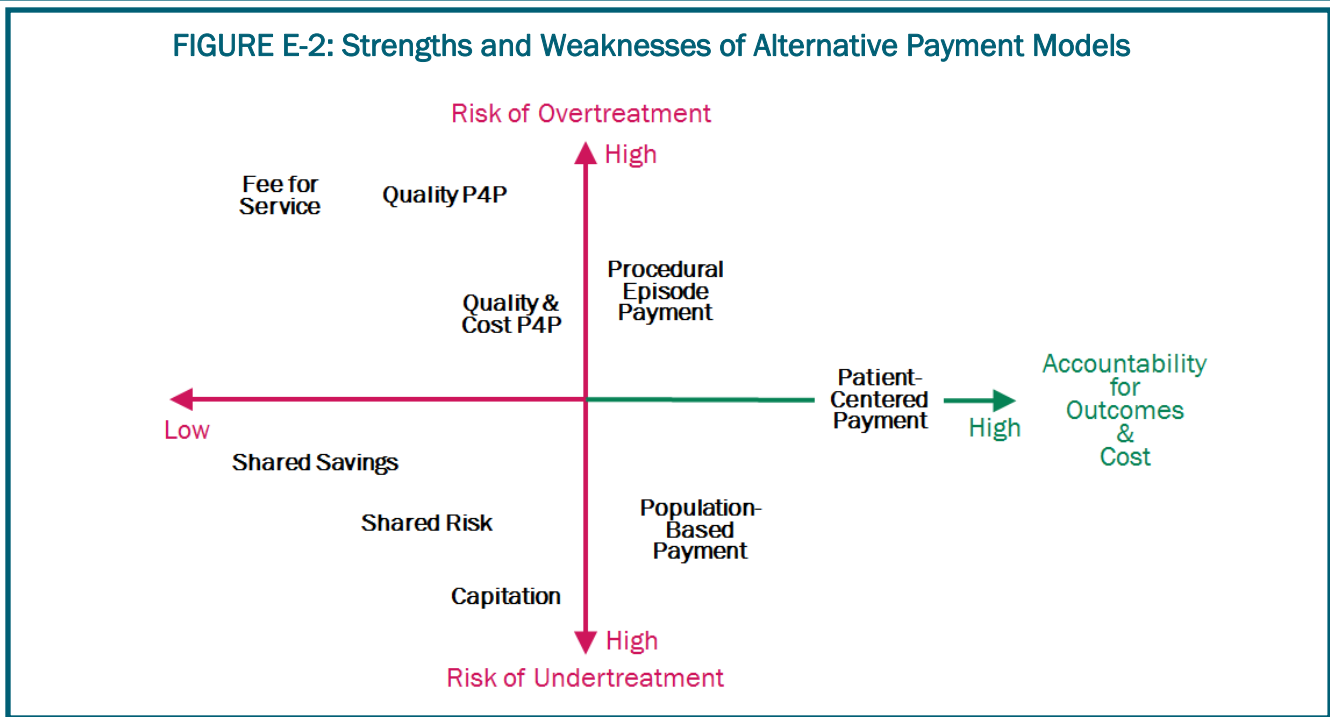 FIGURE E-2: Strengths and Weaknesses of Alternative Payment Models
Risk of Overtreatment
High
Fee for
Service
Quality P4P
Procedural
Episode
Payment
Quality &
Cost P4P
Accountability
for
Outcomes
&
Cost
Patient-
Centered
Payment
Low
High
Shared Savings
Shared Risk
Population-
Based
Payment
Capitation
High
Risk of Undertreatment